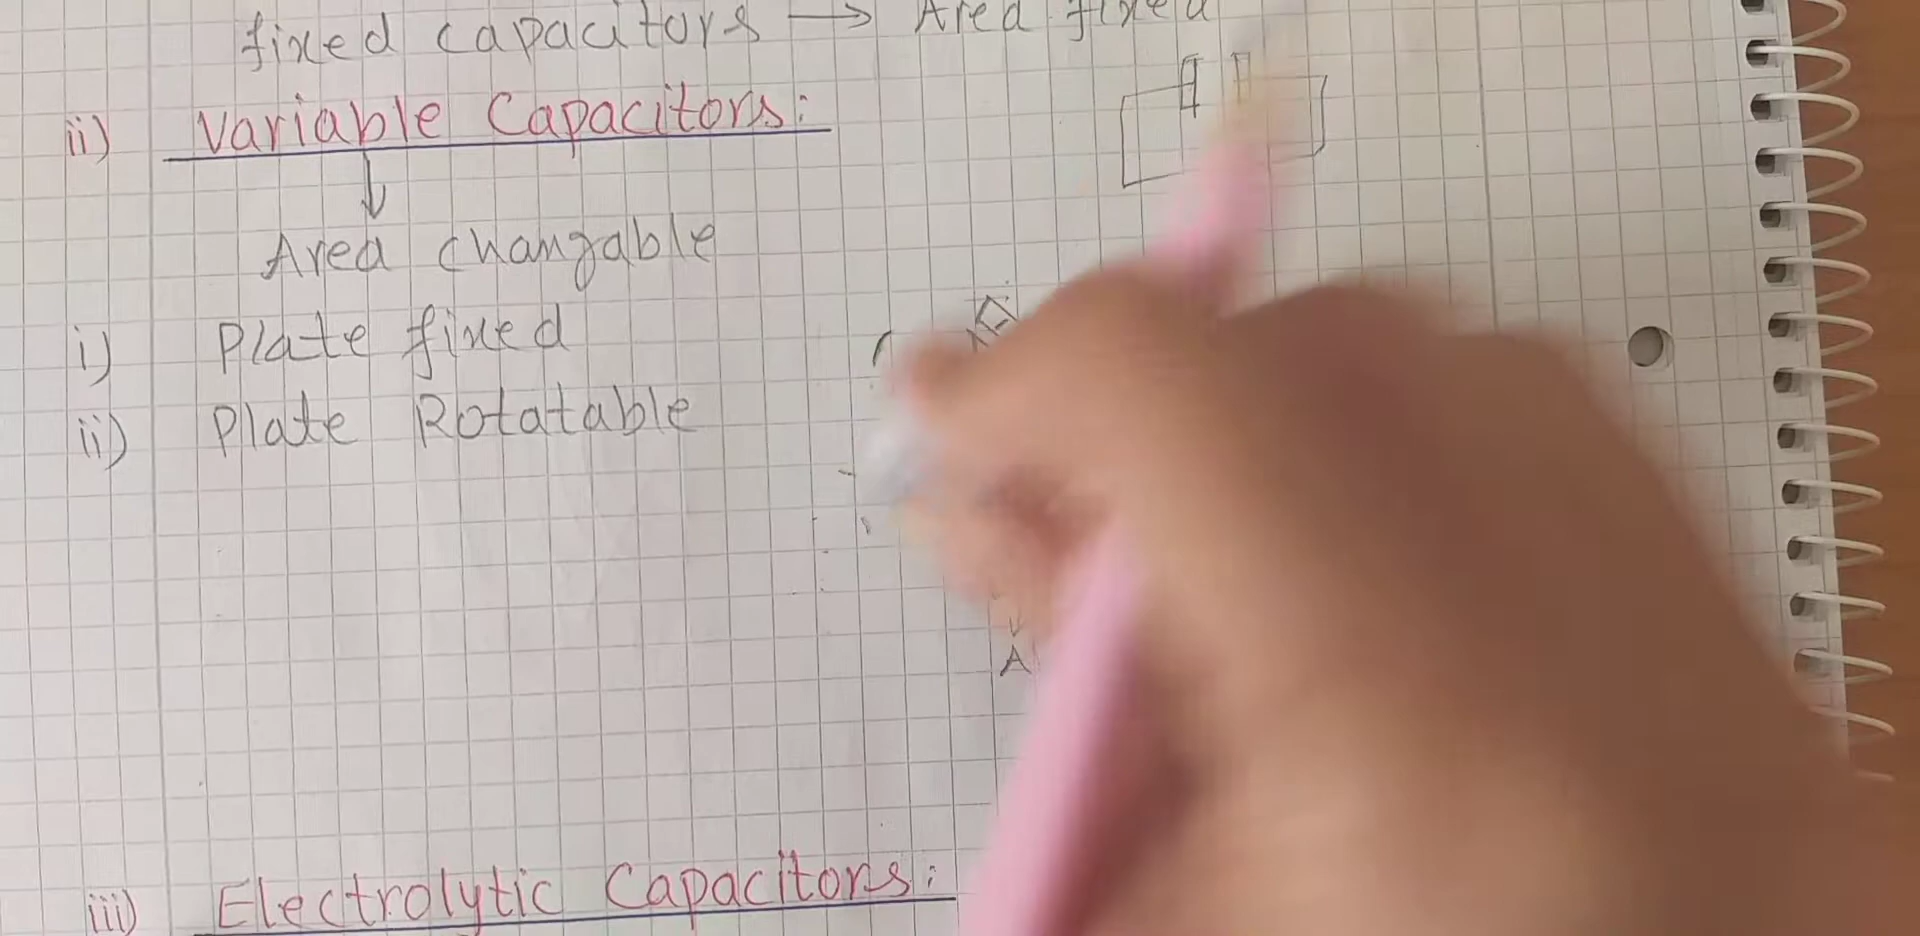 fixed capacitors → Area fixed
ii) Variable Capacitors:
↓
Area changable
i) Plate fixed
ii) Plate Rotatable
A
iii) Electrolytic Capacitors: